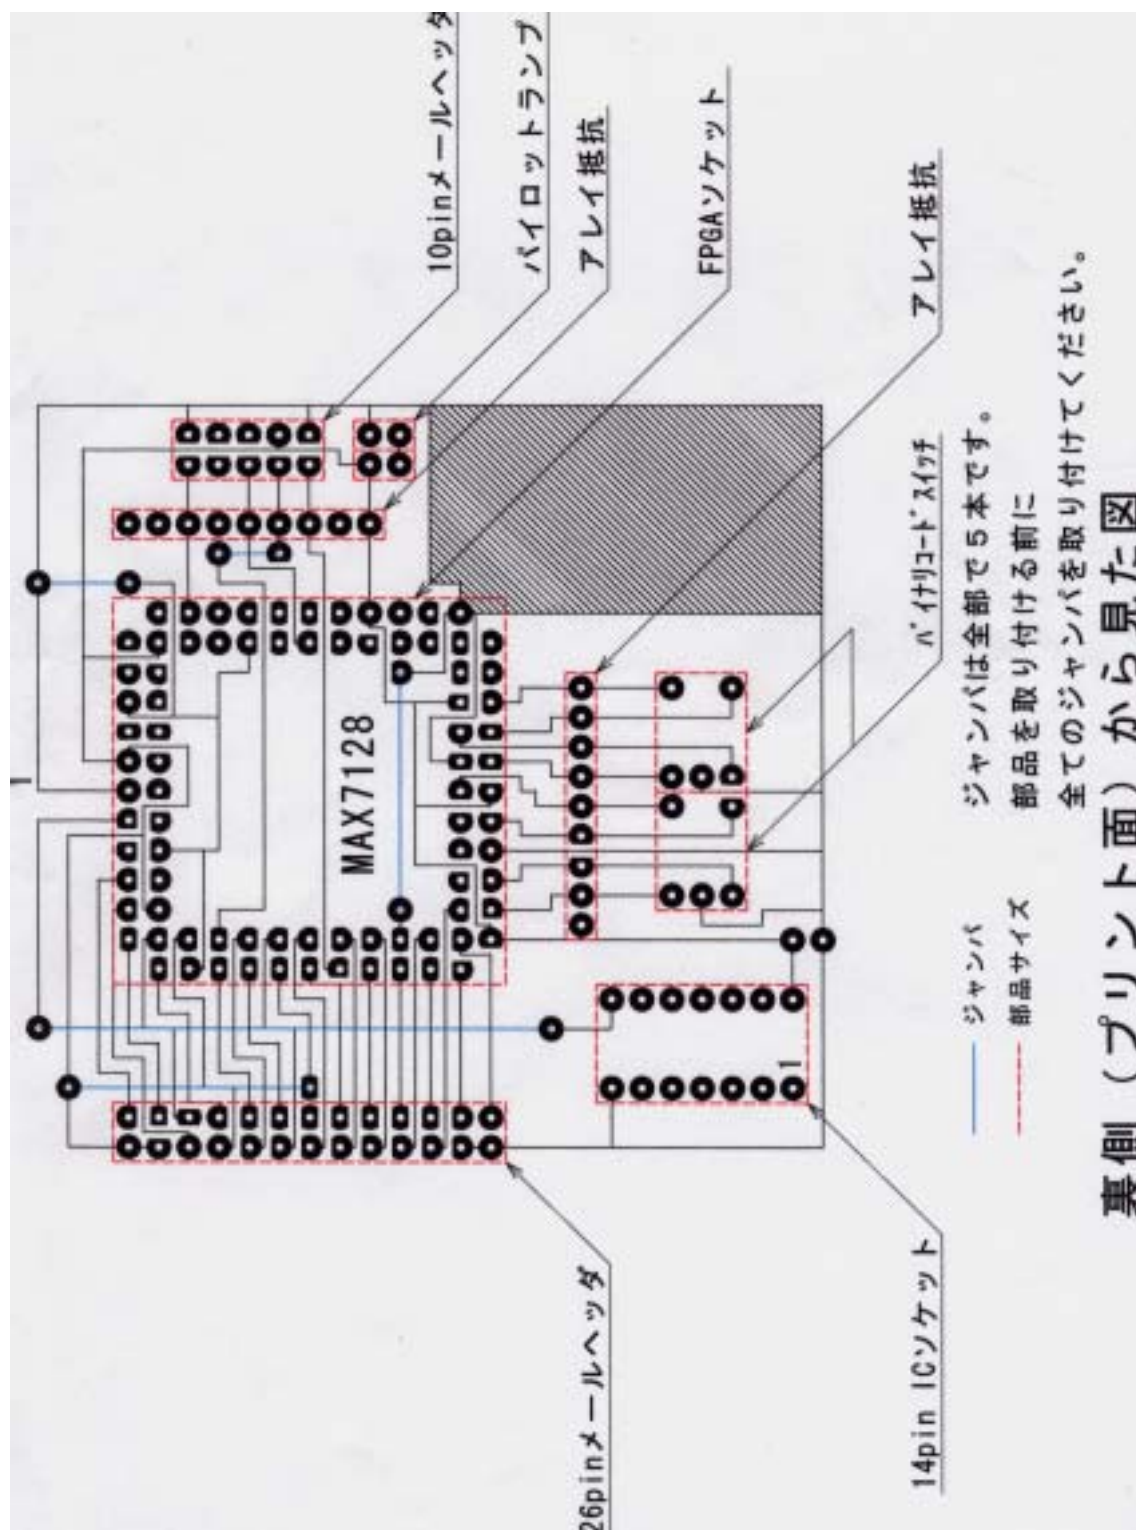 10pinメールヘッダ
パイロットランプ
アレイ抵抗
FPGAソケット
アレイ抵抗
バイナリコードスイッチ
26pinメールヘッダ
14pin ICソケット
MAX7128
1
1
ジャンパ
部品サイズ
ジャンパは全部で5本です。
部品を取り付ける前に
全てのジャンパを取り付けてください。
裏側(プリント面)から見た図